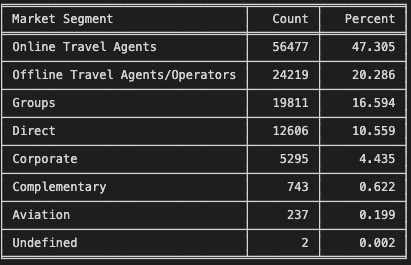 Market Segment Count Percent
Online Travel Agents 56477 47.305
Offline Travel Agents/Operators 24219 20.286
Groups 19811 16.594
Direct 12606 10.559
Corporate 5295 4.435
Complementary 743 0.622
Aviation 237 0.199
Undefined 2 0.002